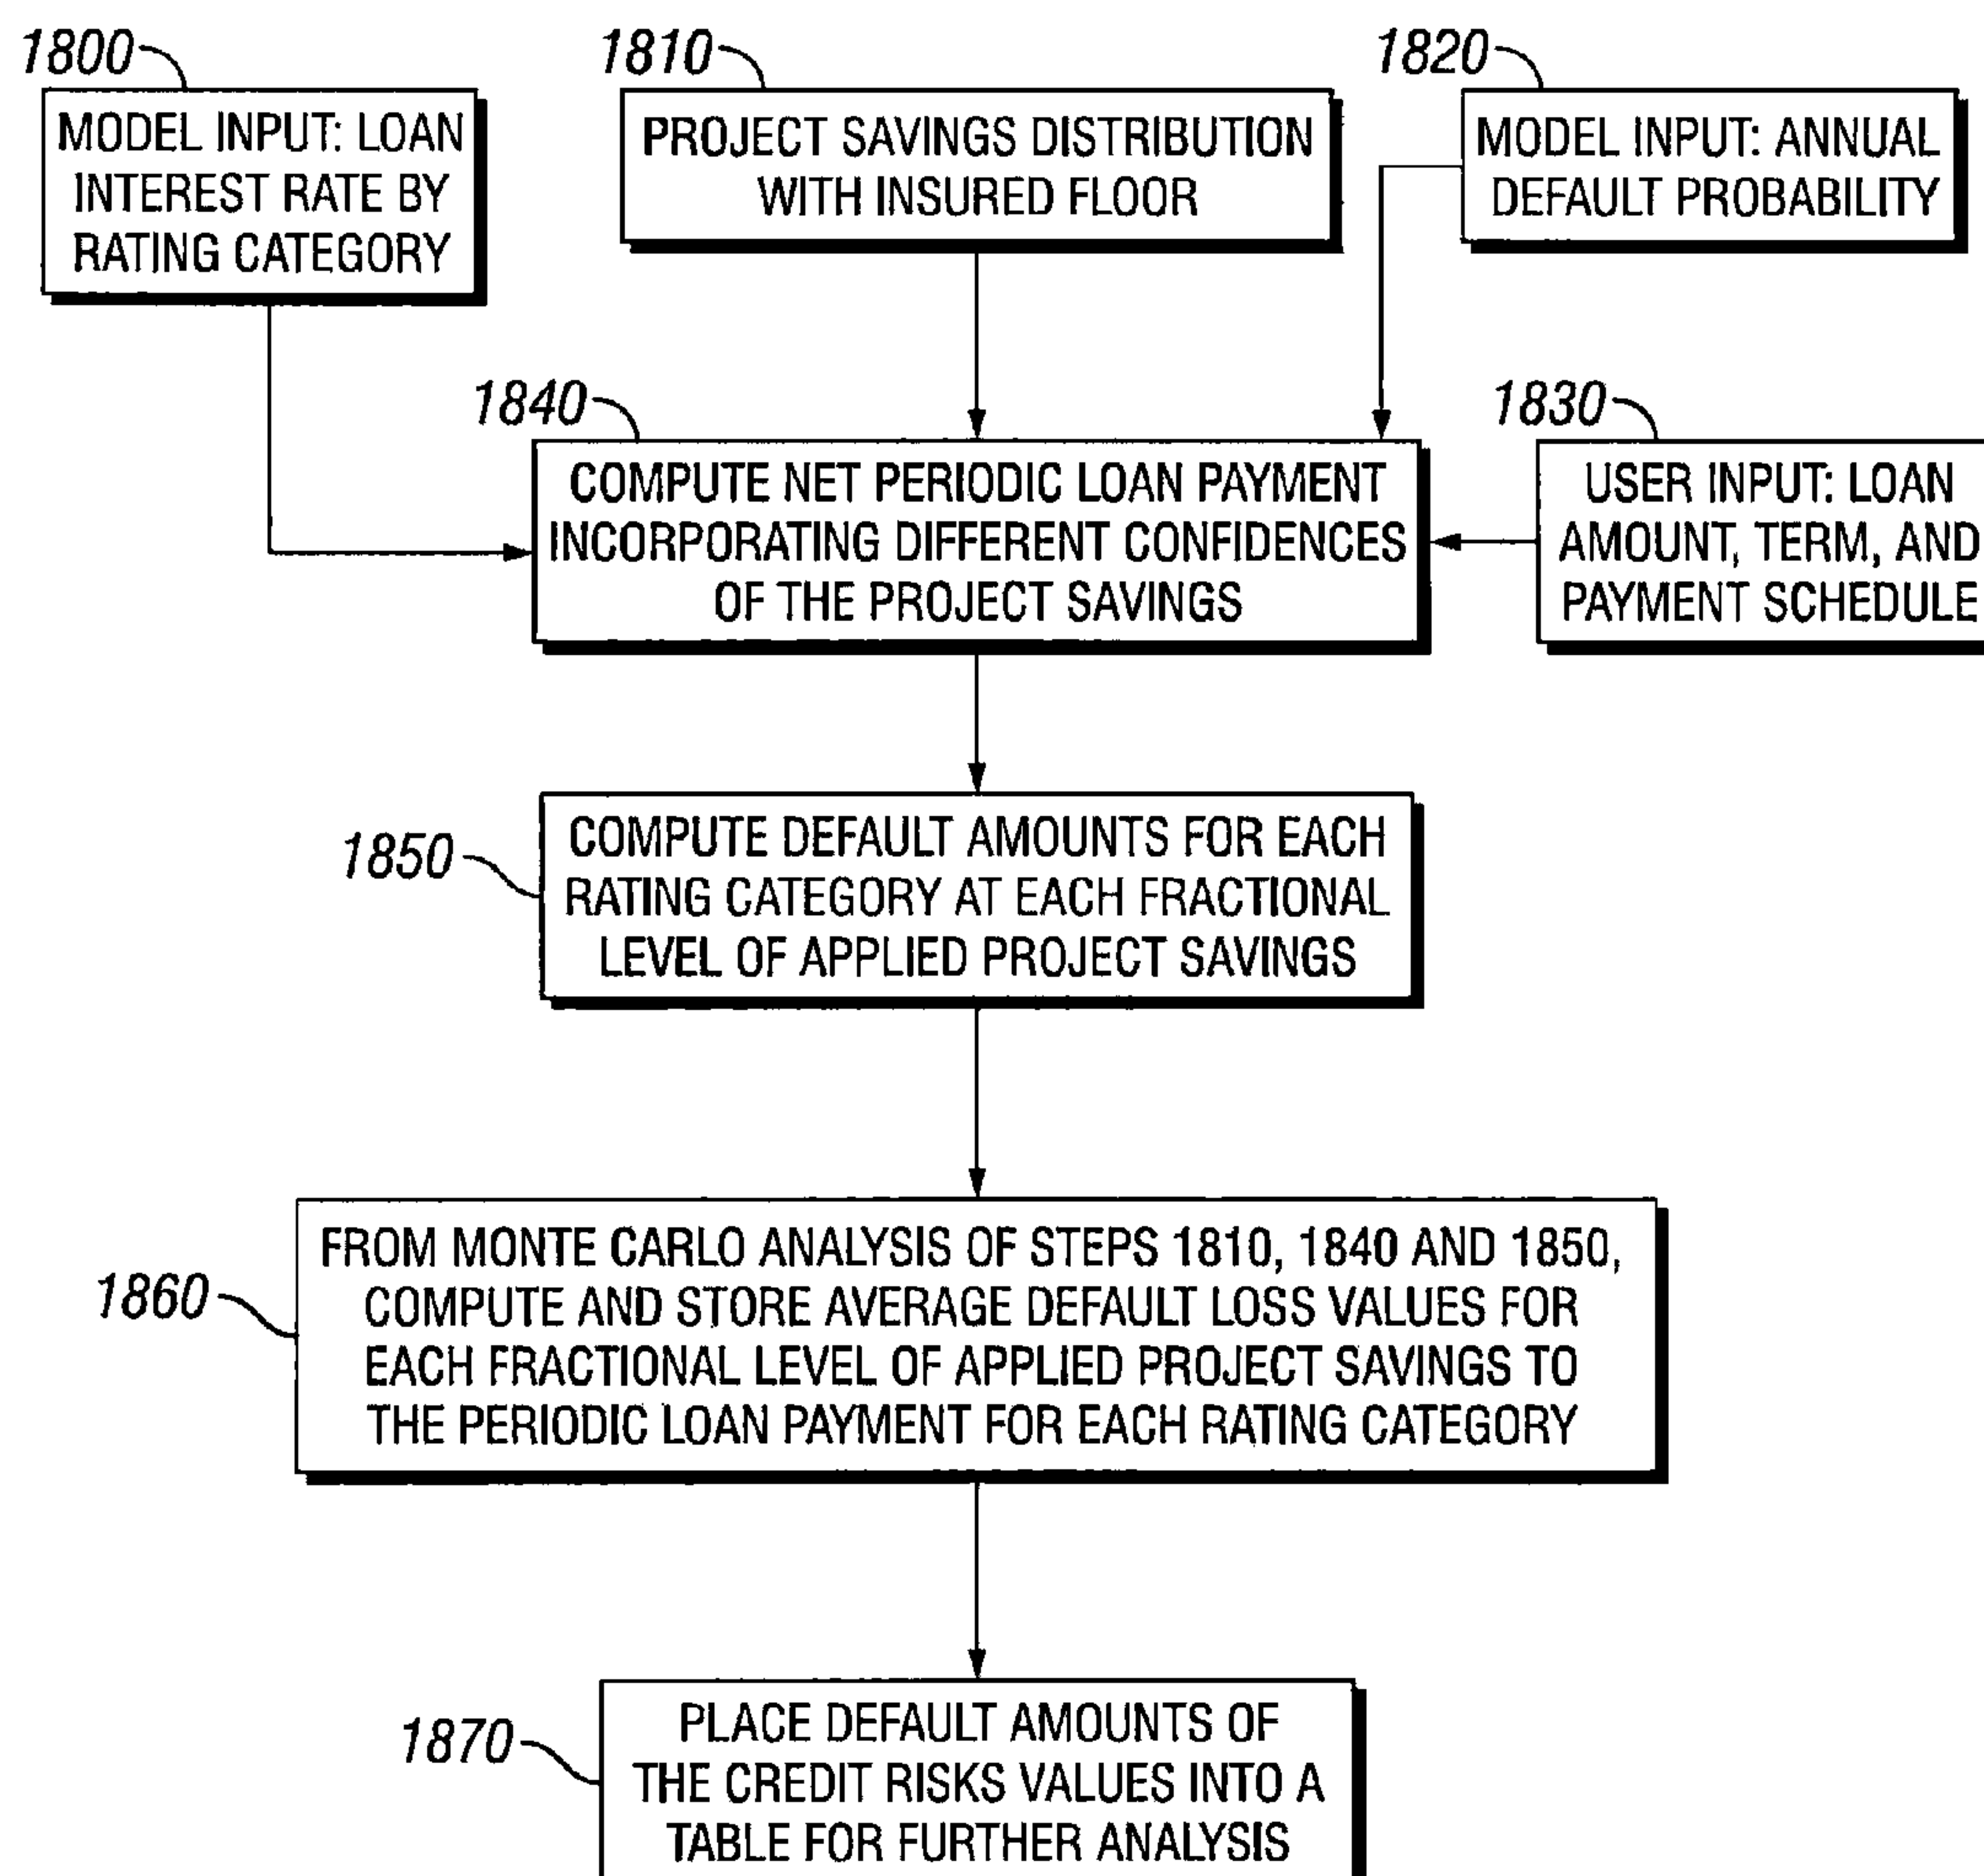 1800
MODEL INPUT: LOAN
INTEREST RATE BY
RATING CATEGORY
1810
PROJECT SAVINGS DISTRIBUTION
WITH INSURED FLOOR
1820
MODEL INPUT: ANNUAL
DEFAULT PROBABILITY
1840
COMPUTE NET PERIODIC LOAN PAYMENT
INCORPORATING DIFFERENT CONFIDENCES
OF THE PROJECT SAVINGS
1830
USER INPUT: LOAN
AMOUNT, TERM, AND
PAYMENT SCHEDULE
1850
COMPUTE DEFAULT AMOUNTS FOR EACH
RATING CATEGORY AT EACH FRACTIONAL
LEVEL OF APPLIED PROJECT SAVINGS
1860
FROM MONTE CARLO ANALYSIS OF STEPS 1810, 1840 AND 1850,
COMPUTE AND STORE AVERAGE DEFAULT LOSS VALUES FOR
EACH FRACTIONAL LEVEL OF APPLIED PROJECT SAVINGS TO
THE PERIODIC LOAN PAYMENT FOR EACH RATING CATEGORY
1870
PLACE DEFAULT AMOUNTS OF
THE CREDIT RISKS VALUES INTO A
TABLE FOR FURTHER ANALYSIS